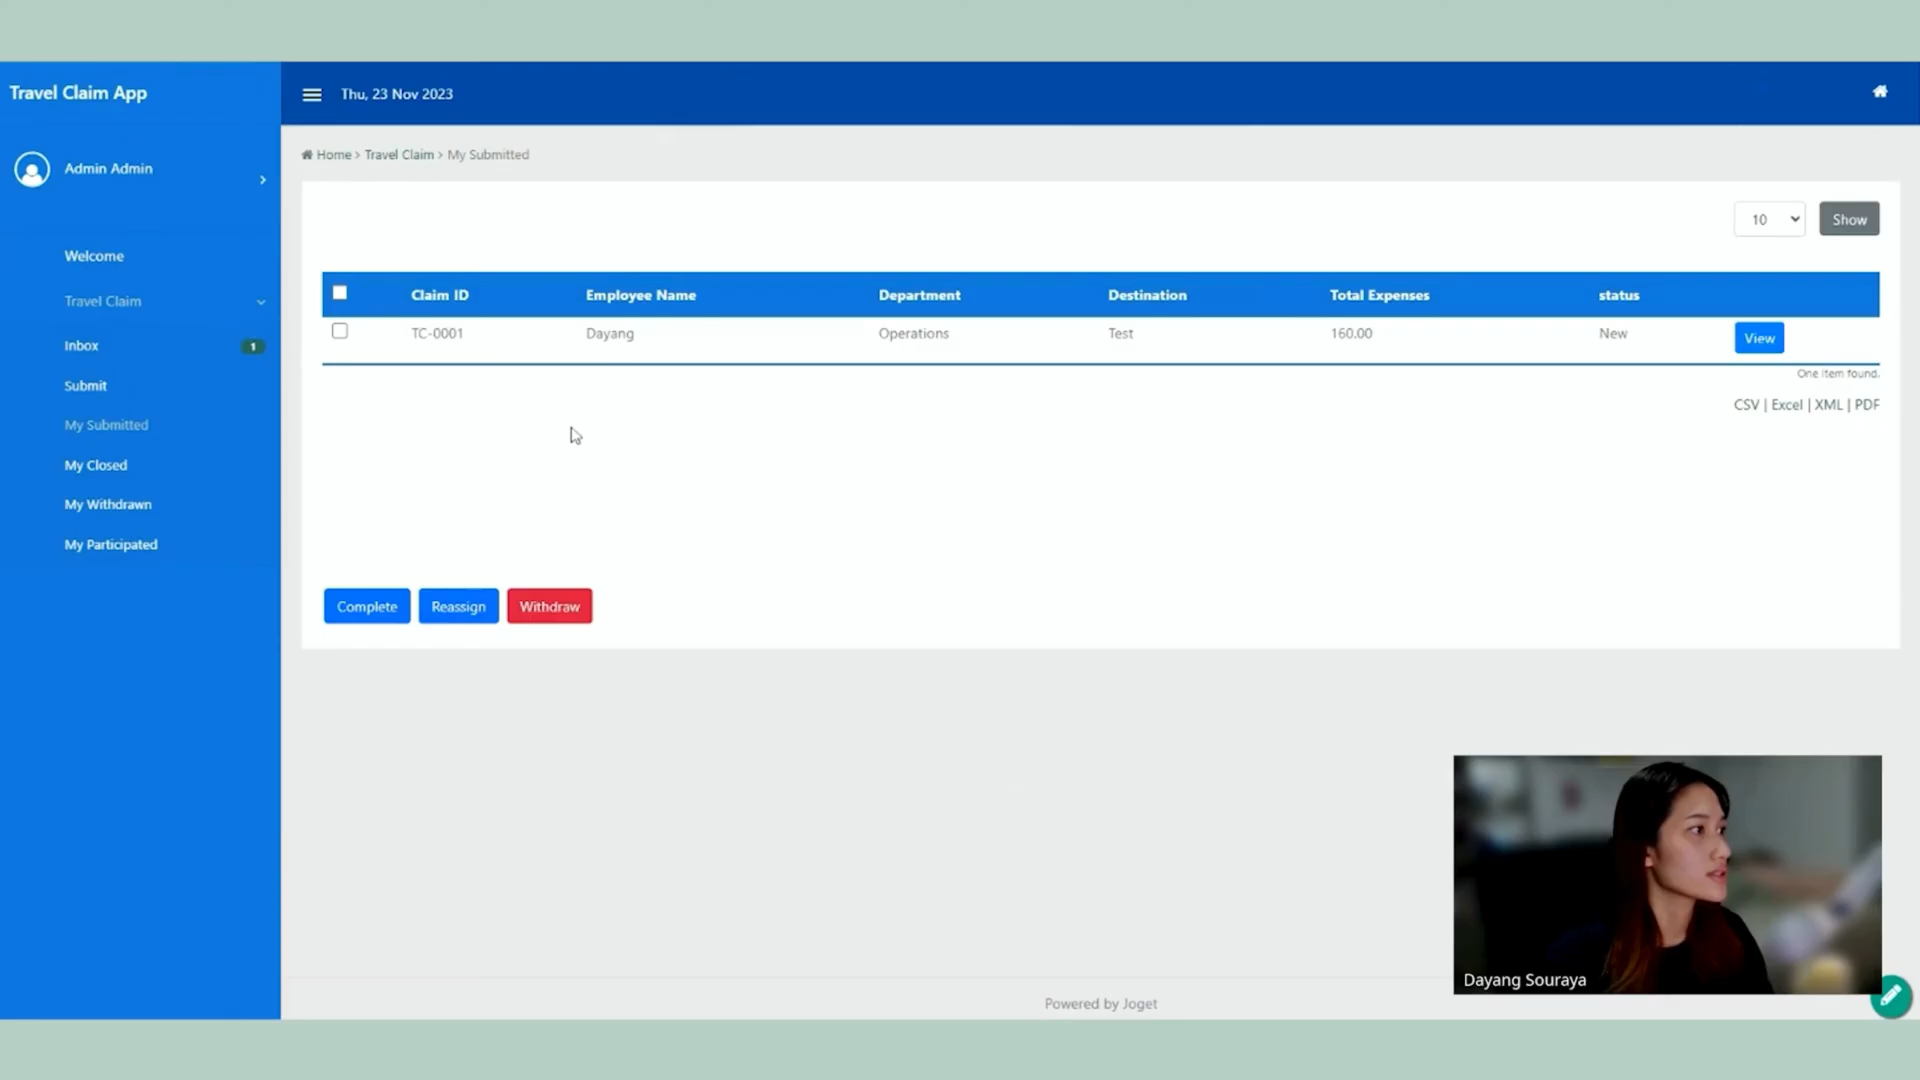 Travel Claim App
Thu, 23 Nov 2023
Admin Admin
Home > Travel Claim > My Submitted
Welcome
Travel Claim
Inbox 1
Submit
My Submitted
My Closed
My Withdrawn
My Participated
10 Show
Claim ID Employee Name Department Destination Total Expenses status
TC-0001 Dayang Operations Test 160.00 New View
One item found.
CSV | Excel | XML | PDF
Complete Reassign Withdraw
Dayang Souraya
Powered by Joget